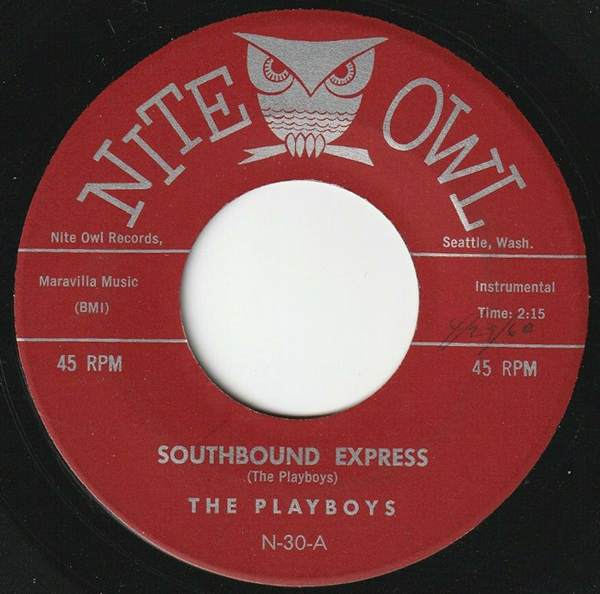 NITE OWL
Nite Owl Records,
Seattle, Wash.
Maravilla Music
(BMI)
Instrumental
Time: 2:15
45 RPM
45 RPM
SOUTHBOUND EXPRESS
(The Playboys)
THE PLAYBOYS
N-30-A